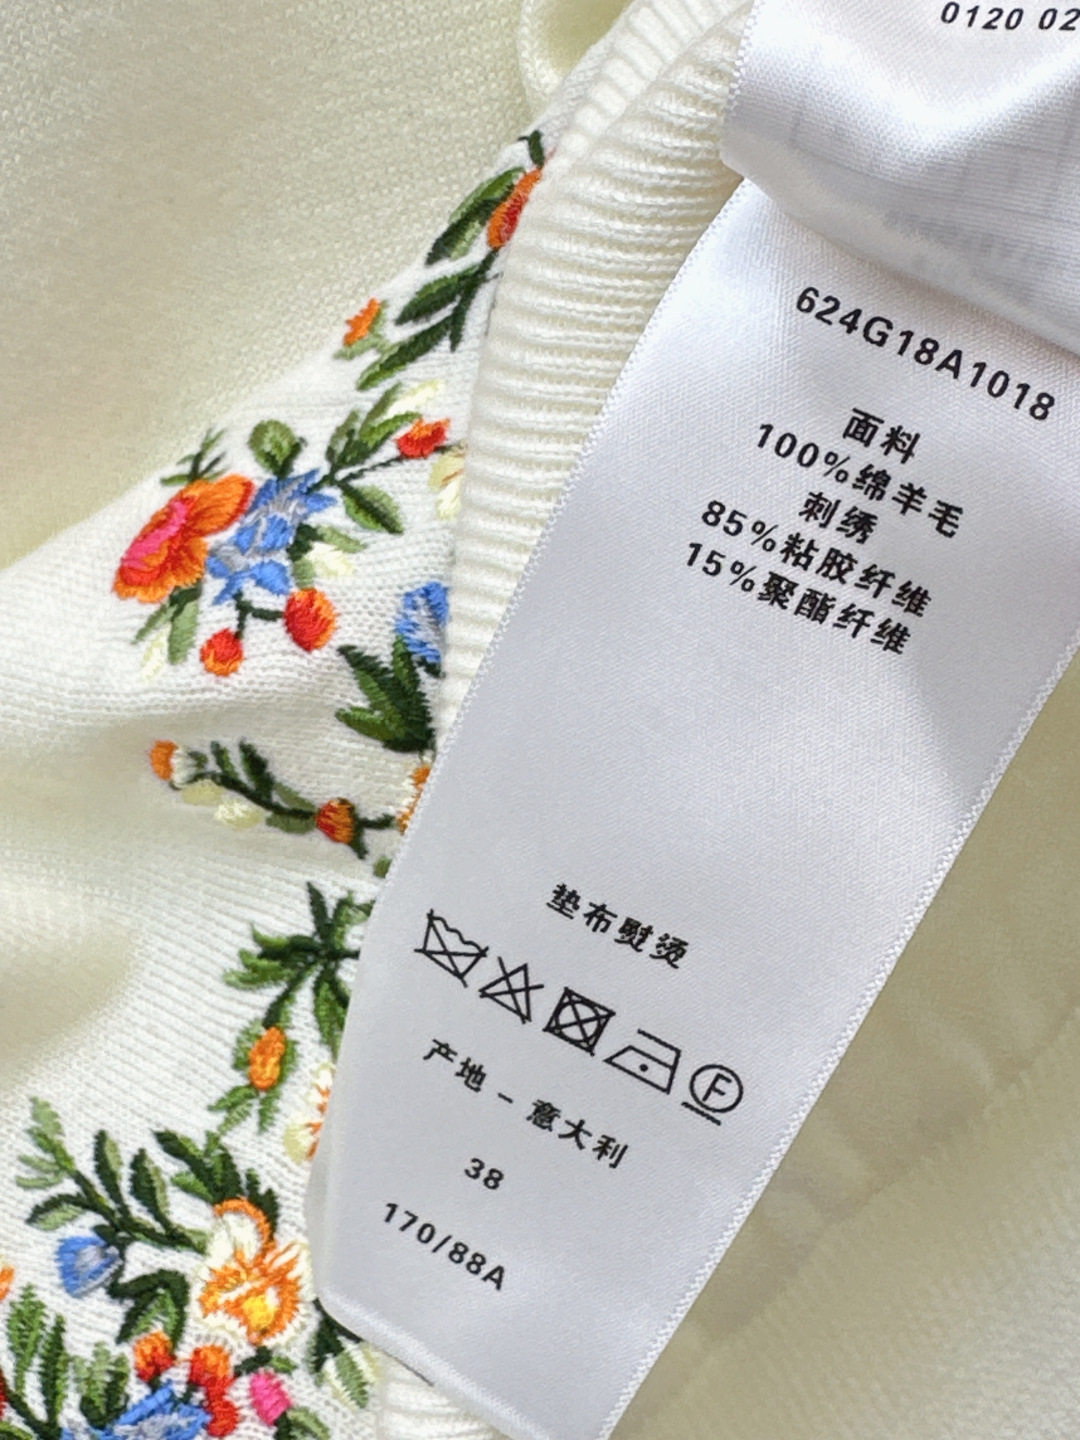 0120 02
624G18A1018
面料
100%绵羊毛
刺绣
85%粘胶纤维
15%聚酯纤维
垫布熨烫
F
产地 - 意大利
38
170/88A